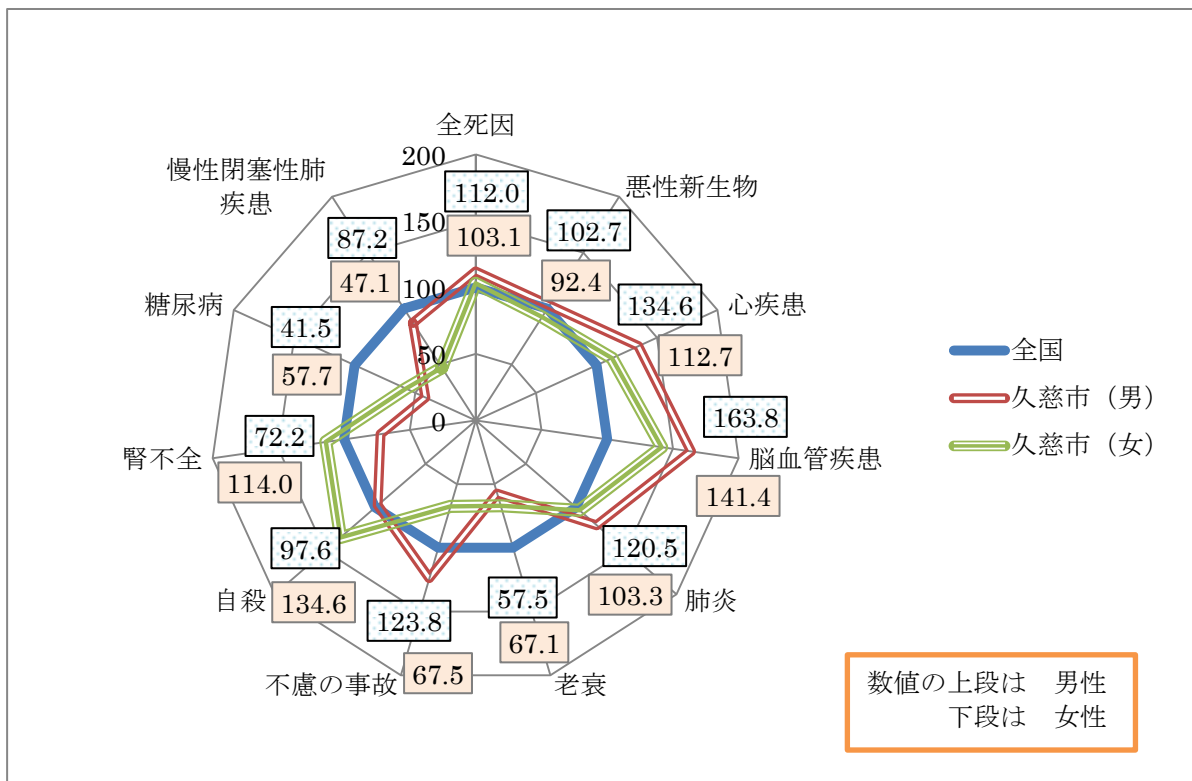 全死因
200
112.0
150
103.1
100
50
0
悪性新生物
102.7
92.4
心疾患
134.6
112.7
脳血管疾患
163.8
141.4
肺炎
120.5
103.3
老衰
57.5
67.1
不慮の事故
123.8
67.5
自殺
97.6
134.6
腎不全
72.2
114.0
糖尿病
41.5
57.7
慢性閉塞性肺
疾患
87.2
47.1
全国
久慈市（男）
久慈市（女）
数値の上段は　男性
下段は　女性